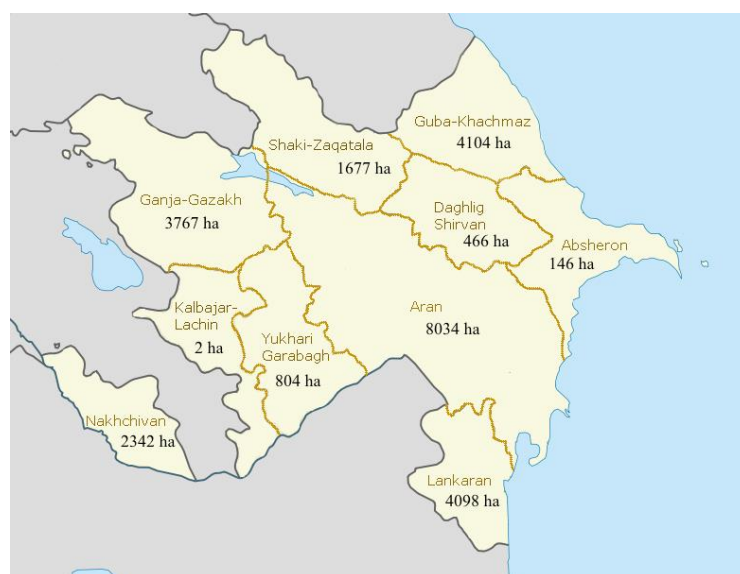 Guba-Khachmaz
4104 ha
Shaki-Zaqatala
1677 ha
Ganja-Gazakh
3767 ha
Daghlig
Shirvan
466 ha
Absheron
146 ha
Kalbajar-
Lachin
2 ha
Aran
8034 ha
Yukhari
Garabagh
804 ha
Nakhchivan
2342 ha
Lankaran
4098 ha